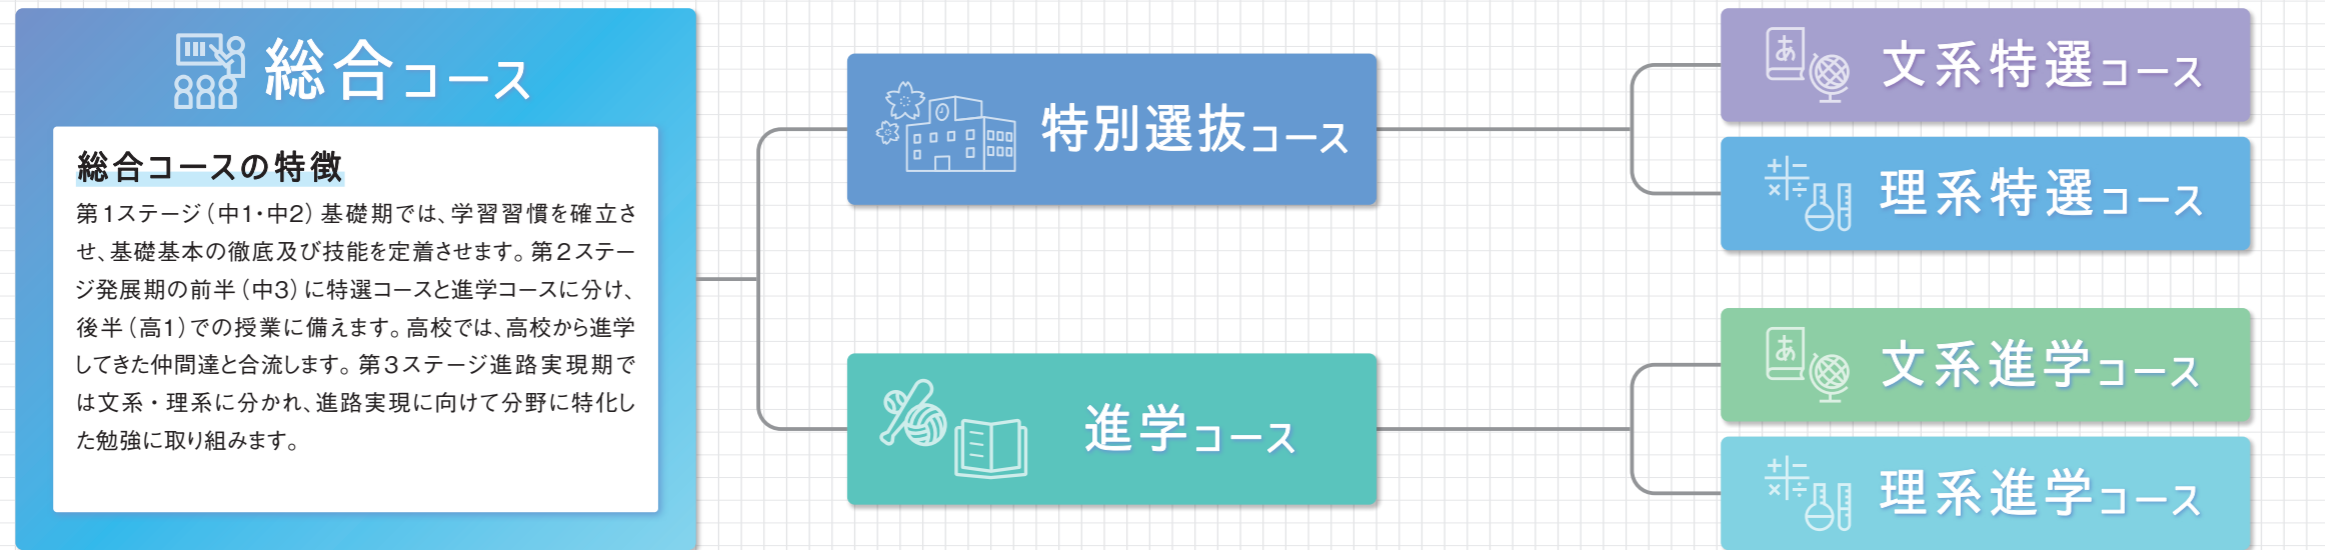 総合コース
総合コースの特徴
第1ステージ（中1・中2）基礎期では、学習習慣を確立さ
せ、基礎基本の徹底及び技能を定着させます。第2ステー
ジ発展期の前半（中3）に特選コースと進学コースに分け、
後半（高1）での授業に備えます。高校では、高校から進学
してきた仲間達と合流します。第3ステージ進路実現期で
は文系・理系に分かれ、進路実現に向けて分野に特化し
た勉強に取り組みます。
特別選抜コース
進学コース
あ
文系特選コース
理系特選コース
あ
文系進学コース
理系進学コース